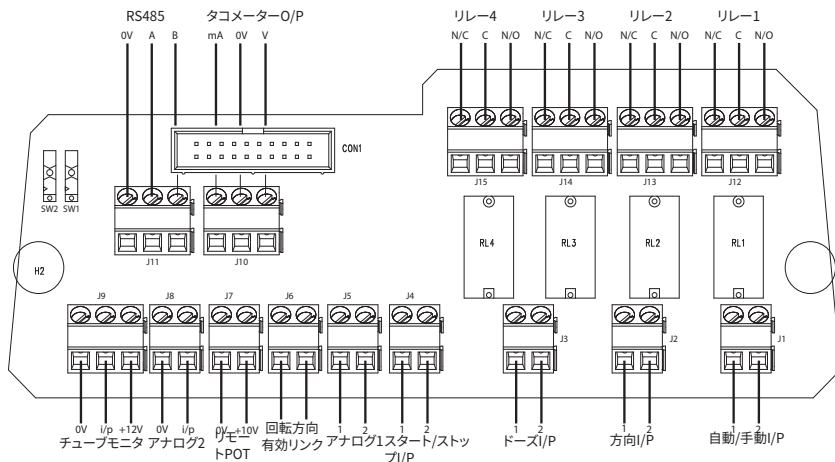 RS485 タコメーターO/P リレー4 リレー3 リレー2 リレー1
0V A B mA 0V V N/C C N/O N/C C N/O N/C C N/O N/C C N/O
CON1
J15 J14 J13 J12
SW2 SW1
J11 J10
RL4 RL3 RL2 RL1
H2
J9 J8 J7 J6 J5 J4 J3 J2 J1
0V i/p +12V 0V i/p 0V +10V 1 2 1 2 1 2 1 2 1 2
チューブモニタ アナログ2 リモートPOT 回転方向
有効リンク アナログ1 スタート/ストッ
プI/P ドーズI/P 方向I/P 自動/手動I/P